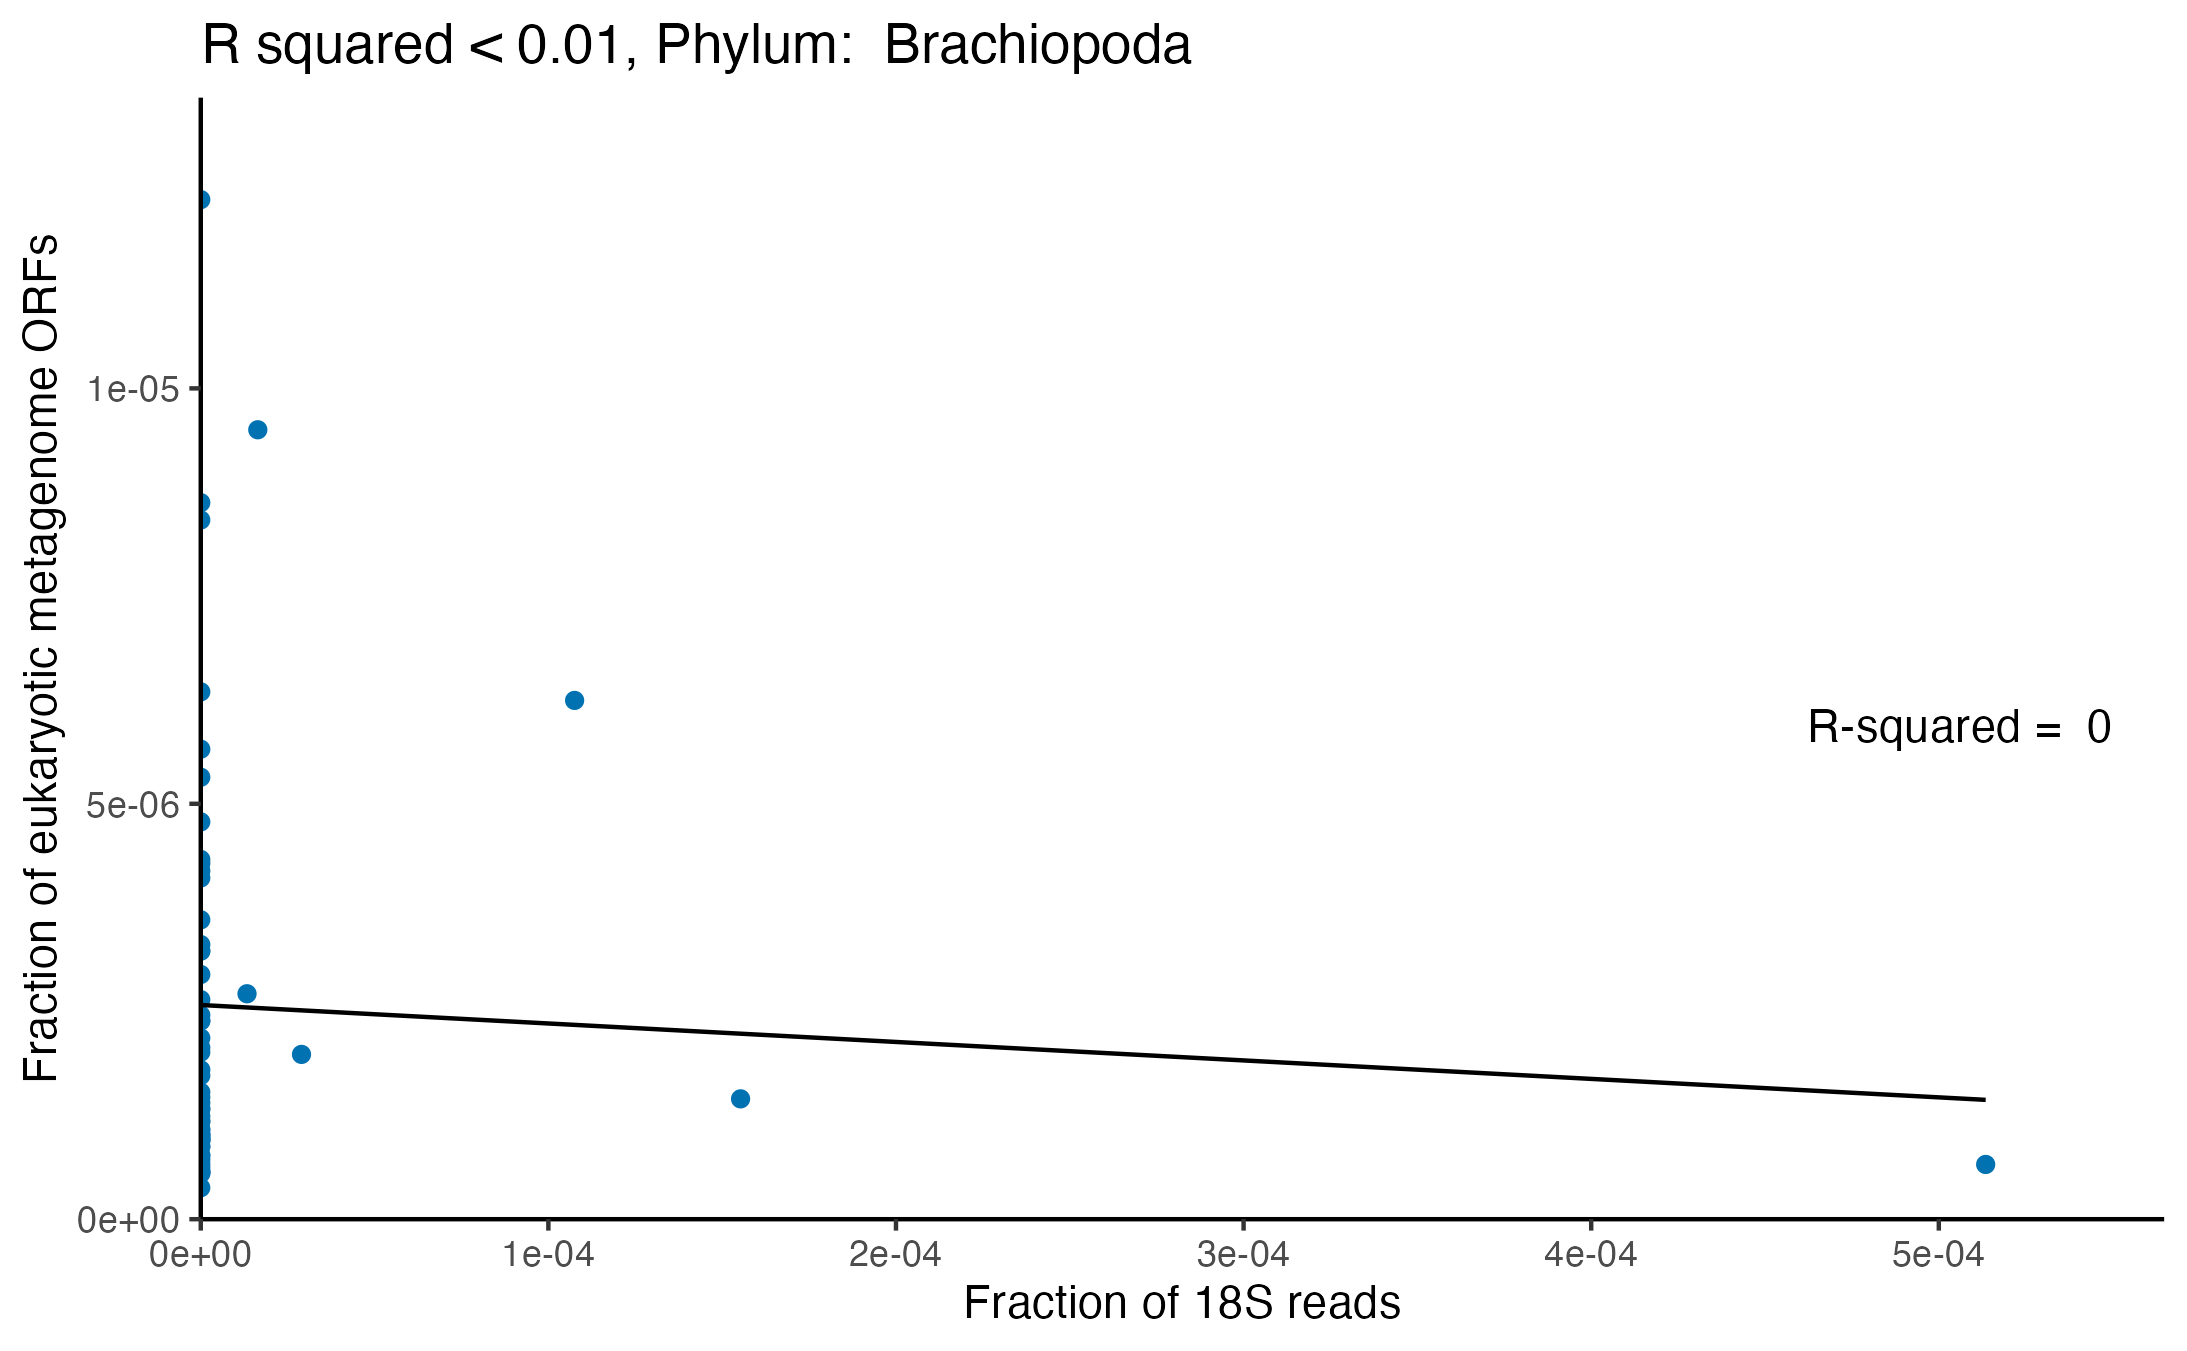 R squared < 0.01, Phylum:  Brachiopoda
Fraction of eukaryotic metagenome ORFs
1e-05
5e-06
0e+00
R-squared =  0
0e+00 1e-04 2e-04 3e-04 4e-04 5e-04
Fraction of 18S reads